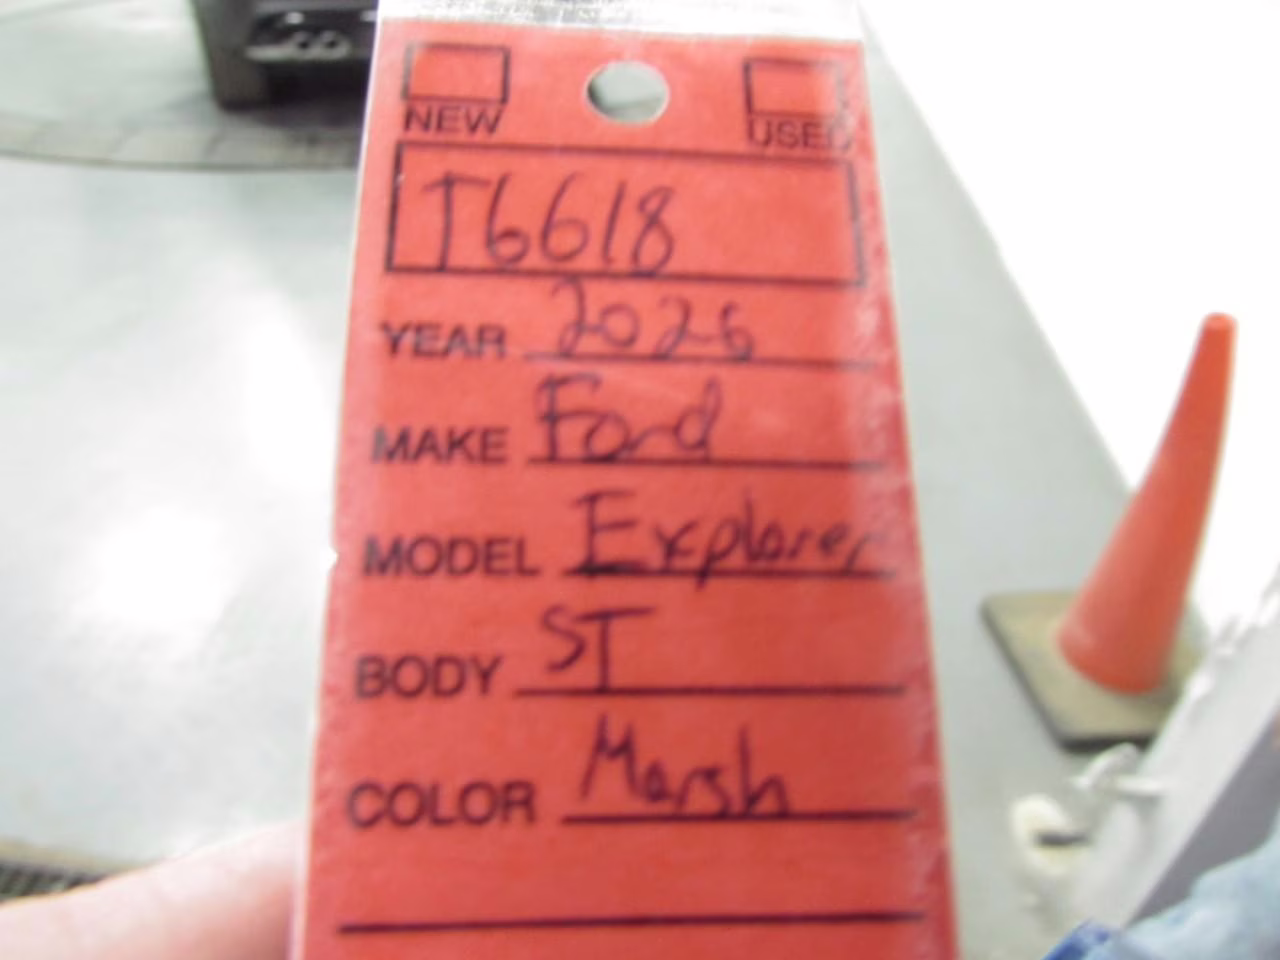 NEW USED
T6618
YEAR 2026
MAKE Ford
MODEL Explorer
BODY ST
COLOR Marsh